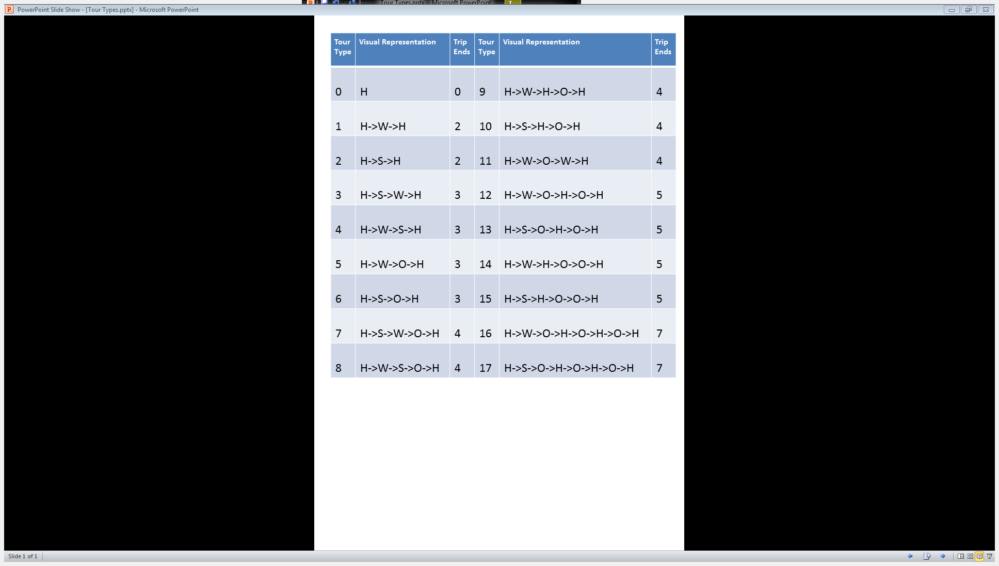 Tour Types.pptx - Microsoft PowerPoint
PowerPoint Slide Show - [Tour Types.pptx] - Microsoft PowerPoint
Tour Type Visual Representation Trip Ends Tour Type Visual Representation Trip Ends
0 H 0 9 H->W->H->O->H 4
1 H->W->H 2 10 H->S->H->O->H 4
2 H->S->H 2 11 H->W->O->W->H 4
3 H->S->W->H 3 12 H->W->O->H->O->H 5
4 H->W->S->H 3 13 H->S->O->H->O->H 5
5 H->W->O->H 3 14 H->W->H->O->O->H 5
6 H->S->O->H 3 15 H->S->H->O->O->H 5
7 H->S->W->O->H 4 16 H->W->O->H->O->H->O->H 7
8 H->W->S->O->H 4 17 H->S->O->H->O->H->O->H 7
Slide 1 of 1